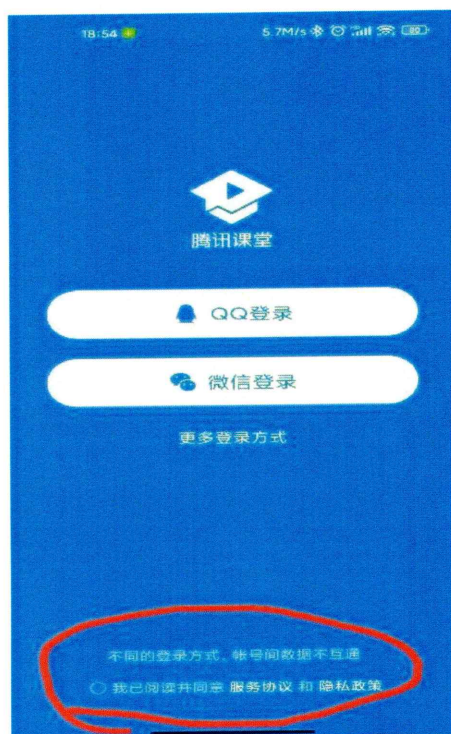 18:54 5.7M/s 80
腾讯课堂
QQ登录
微信登录
更多登录方式
不同的登录方式，帐号间数据不互通
我已阅读并同意 服务协议 和 隐私政策